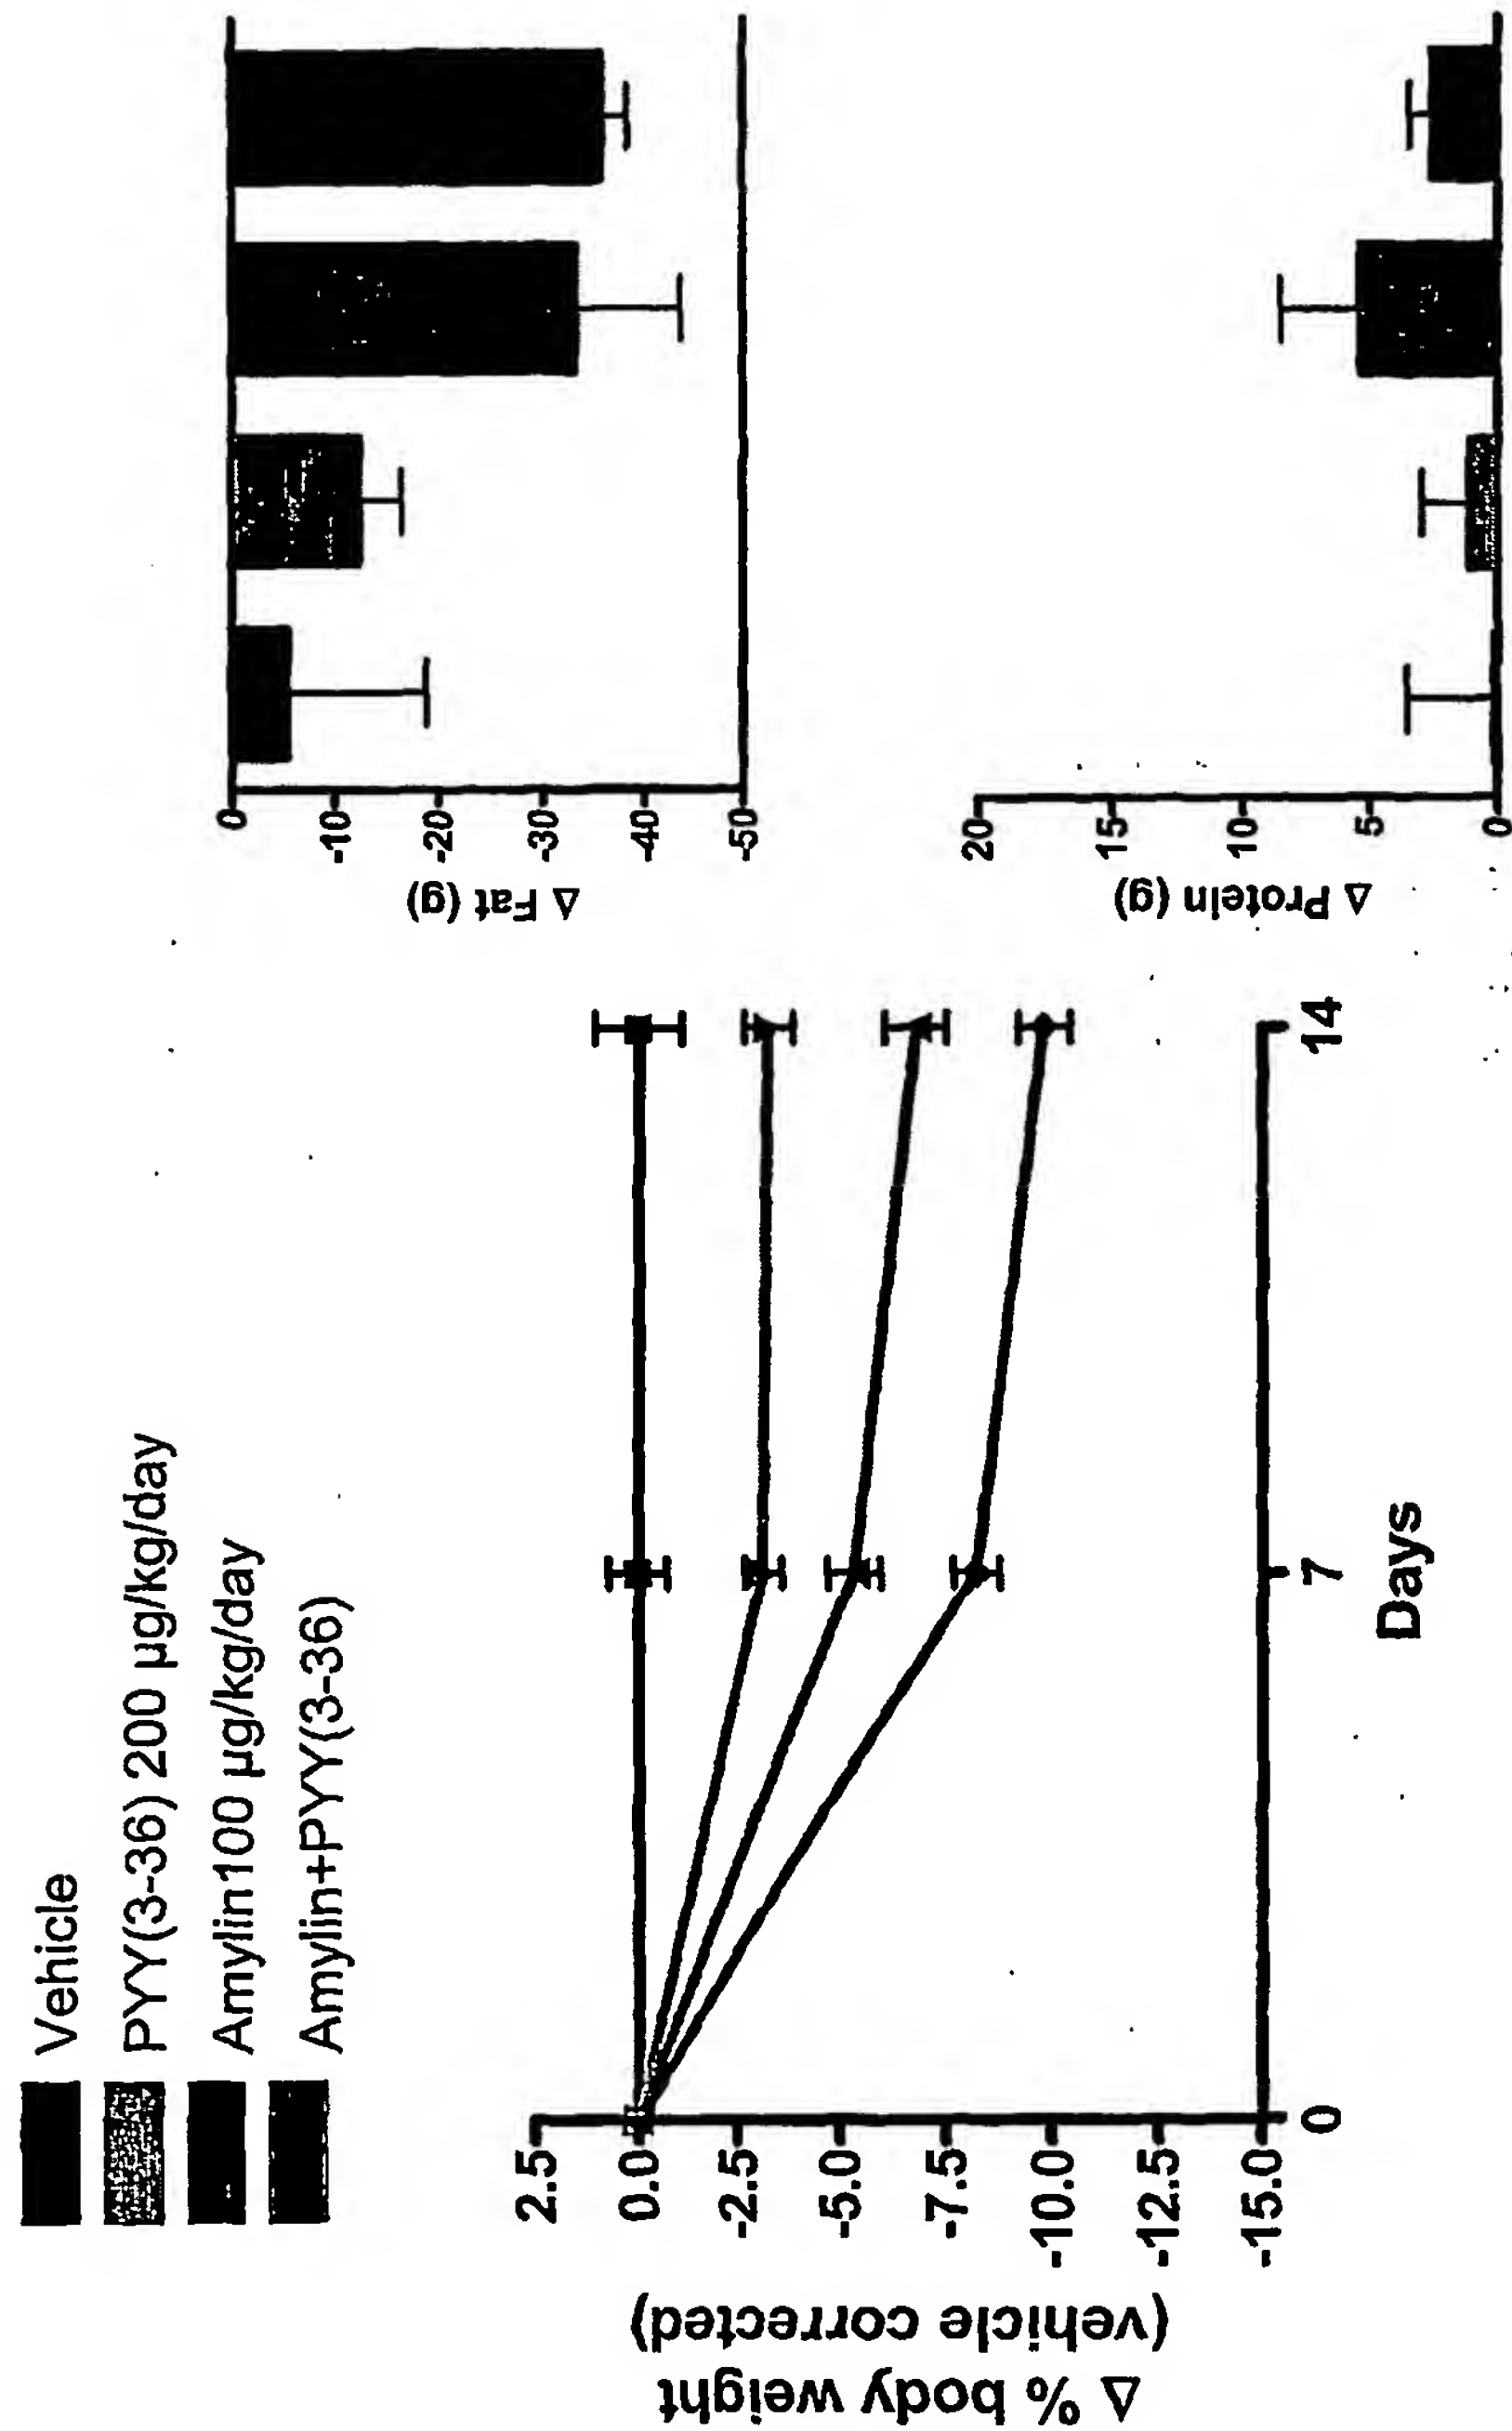 Vehicle
PYY(3-36) 200 µg/kg/day
Amylin100 µg/kg/day
Amylin+PYY(3-36)
Δ % body weight
(vehicle corrected)
2.5
0.0
-2.5
-5.0
-7.5
-10.0
-12.5
-15.0
0
7
14
Days
Δ Fat (g)
0
-10
-20
-30
-40
-50
Δ Protein (g)
20
15
10
5
0